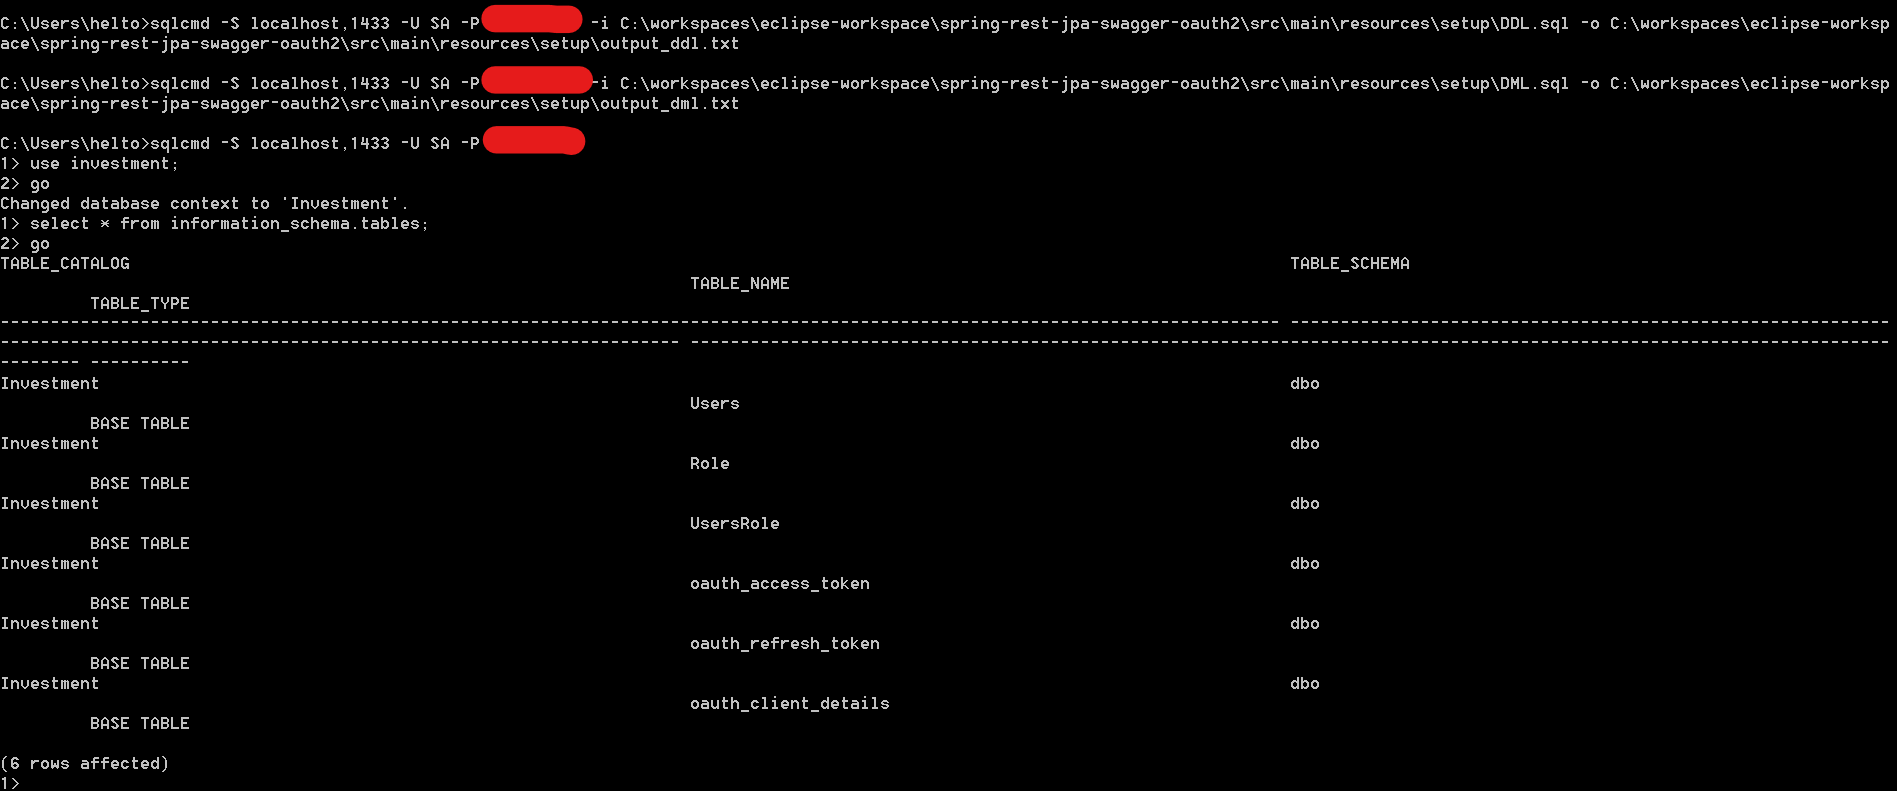 C:\Users\helto>sqlcmd -S localhost,1433 -U SA -P -i C:\workspaces\eclipse-workspace\spring-rest-jpa-swagger-oauth2\src\main\resources\setup\DDL.sql -o C:\workspaces\eclipse-worksp
ace\spring-rest-jpa-swagger-oauth2\src\main\resources\setup\output_ddl.txt
C:\Users\helto>sqlcmd -S localhost,1433 -U SA -P -i C:\workspaces\eclipse-workspace\spring-rest-jpa-swagger-oauth2\src\main\resources\setup\DML.sql -o C:\workspaces\eclipse-worksp
ace\spring-rest-jpa-swagger-oauth2\src\main\resources\setup\output_dml.txt
C:\Users\helto>sqlcmd -S localhost,1433 -U SA -P
1> use investment;
2> go
Changed database context to 'Investment'.
1> select * from information_schema.tables;
2> go
TABLE_CATALOG TABLE_SCHEMA
TABLE_NAME
TABLE_TYPE
-------------------------------------------------------------------------------------------------------------------------------- ------------------------------------------------------------
-------------------------------------------------------------------- ------------------------------------------------------------------------------------------------------------------------
-------- ----------
Investment dbo
Users
BASE TABLE
Investment dbo
Role
BASE TABLE
Investment dbo
UsersRole
BASE TABLE
Investment dbo
oauth_access_token
BASE TABLE
Investment dbo
oauth_refresh_token
BASE TABLE
Investment dbo
oauth_client_details
BASE TABLE
(6 rows affected)
1>